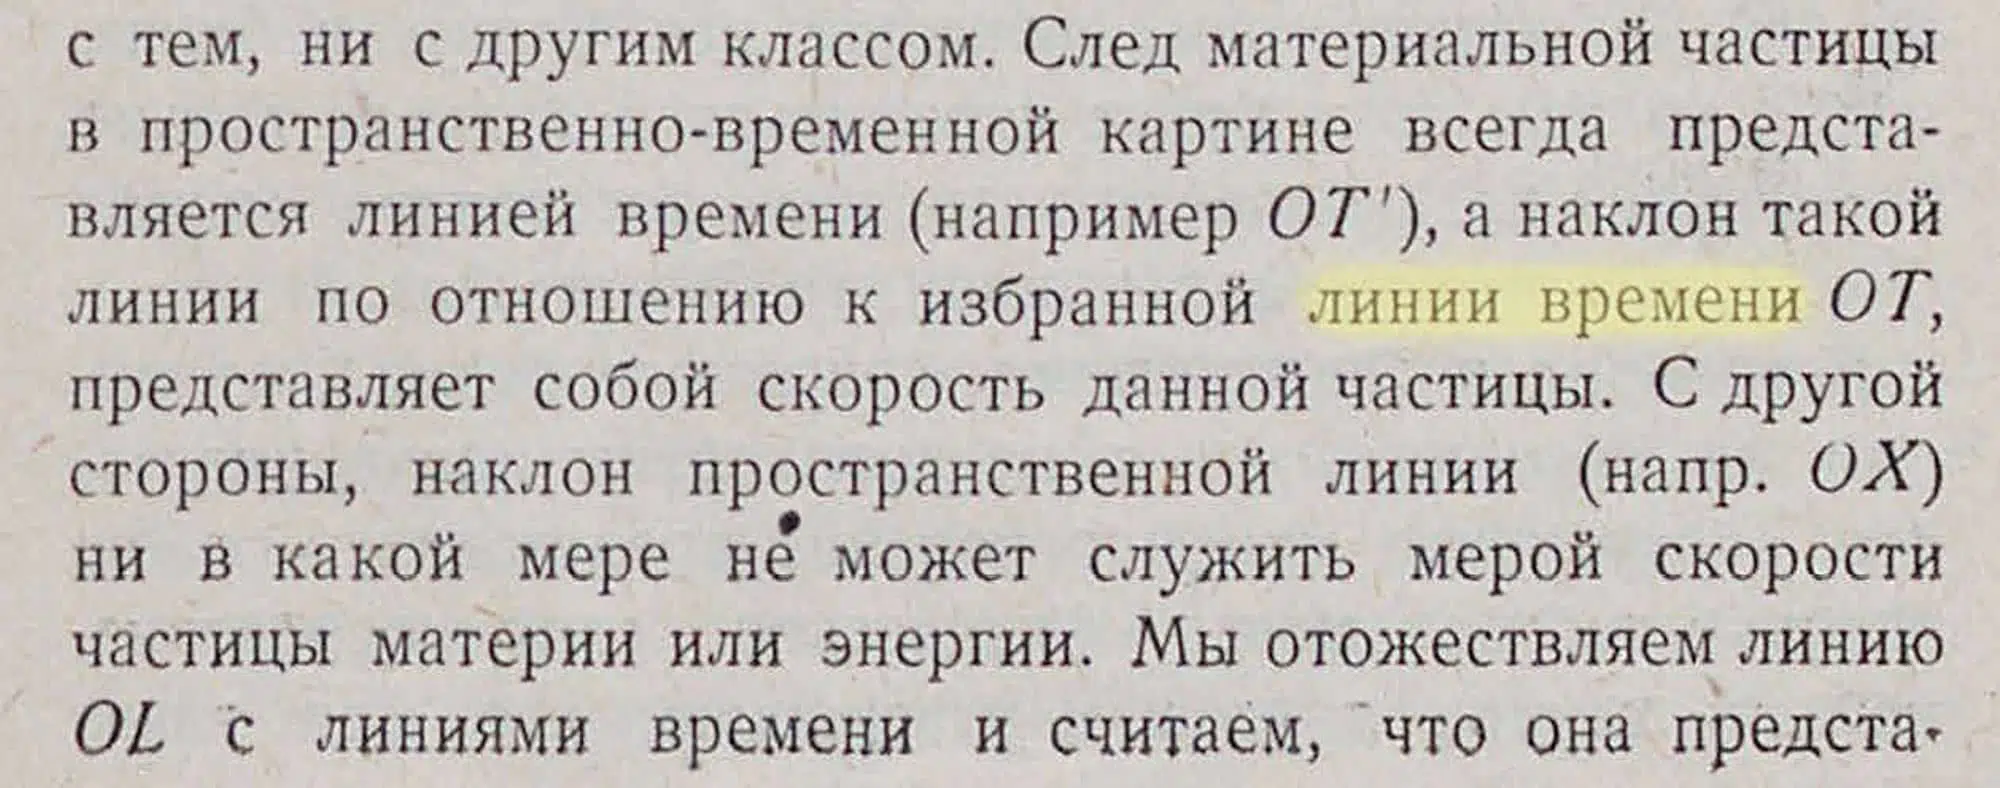 с тем, ни с другим классом. След материальной частицы
в пространственно-временной картине всегда предста-
вляется линией времени (например OT'), а наклон такой
линии по отношению к избранной линии времени OT,
представляет собой скорость данной частицы. С другой
стороны, наклон пространственной линии (напр. OX)
ни в какой мере не может служить мерой скорости
частицы материи или энергии. Мы отожествляем линию
OL с линиями времени и считаем, что она предста-